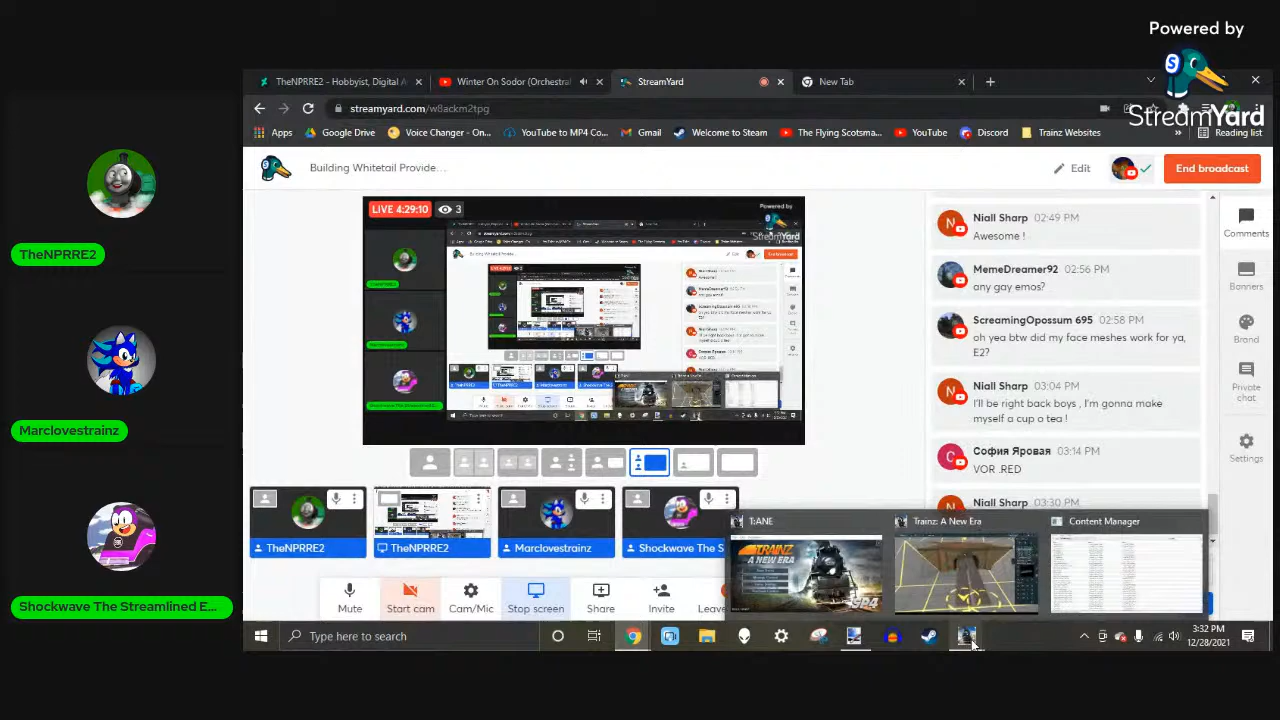 Powered by
StreamYard
TheNPRRE2 - Hobbyist, Digital A
Winter On Sodor (Orchestral
StreamYard
New Tab
streamyard.com/w8ackm2tpg
Apps
Google Drive
Voice Changer - On...
YouTube to MP4 Co...
Gmail
Welcome to Steam
The Flying Scotsma...
YouTube
Discord
Trainz Websites
»
Reading list
Building Whitetail Provide...
Edit
End broadcast
LIVE 4:29:10
3
Powered by
Niall Sharp 02:49 PM
Awesome !
MemeDreamer92 02:56 PM
any gay emos?
ScreamingOpossum 695 02:58 PM
oh yeo btw did my face meshes work for ya,
E2?
Niall Sharp 03:04 PM
I'll be right back boys , I'm gonna make
myself a cup a tea !
София Яровая 03:14 PM
VOR .RED
Niall Sharp 03:30 PM
Comments
Banners
Brand
Private
chat
Settings
TheNPRRE2
Marclovestrainz
Shockwave The Streamlined E...
TheNPRRE2
TheNPRRE2
Marclovestrainz
Shockwave The S
T:ANE
Trainz: A New Era
Content Manager
TRAINZ
A NEW ERA
Mute
Start cam
Cam/Mic
Stop screen
Share
Invite
Leave
Type here to search
3:32 PM
12/28/2021